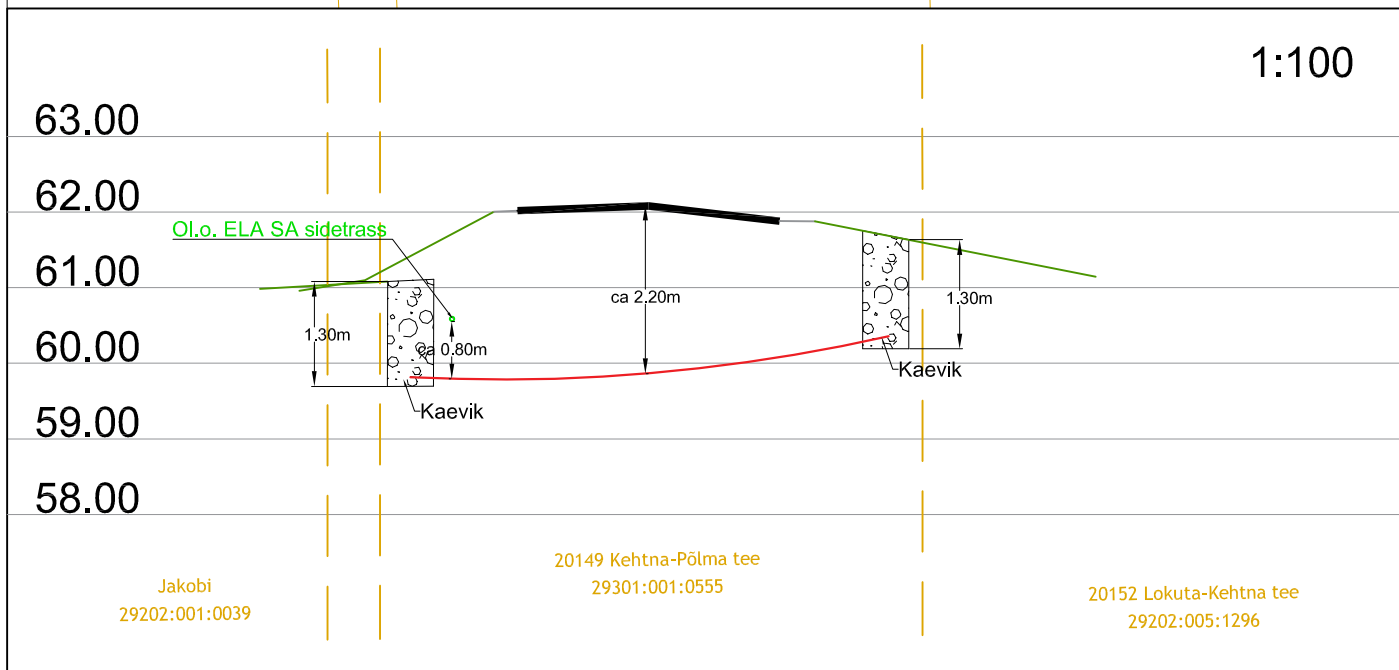 1:100
63.00
62.00
Ol.o. ELA SA sidetrass
61.00
ca 2.20m
1.30m
1.30m
ca 0.80m
60.00
Kaevik
Kaevik
59.00
58.00
20149 Kehtna-Põlma tee
29301:001:0555
Jakobi
29202:001:0039
20152 Lokuta-Kehtna tee
29202:005:1296